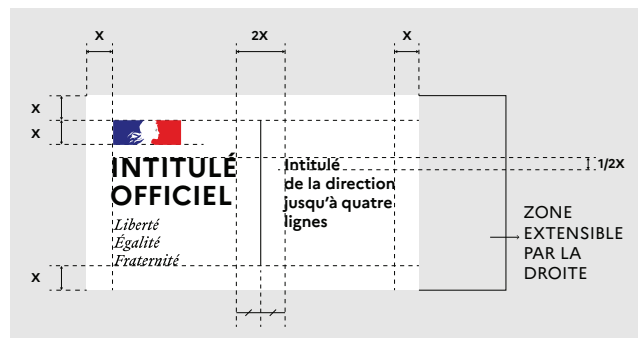 X
2X
X
X
X
INTITULÉ
OFFICIEL
Liberté
Égalité
Fraternité
Intitulé
de la direction
jusqu'à quatre
lignes
1/2X
ZONE
EXTENSIBLE
PAR LA
DROITE
X